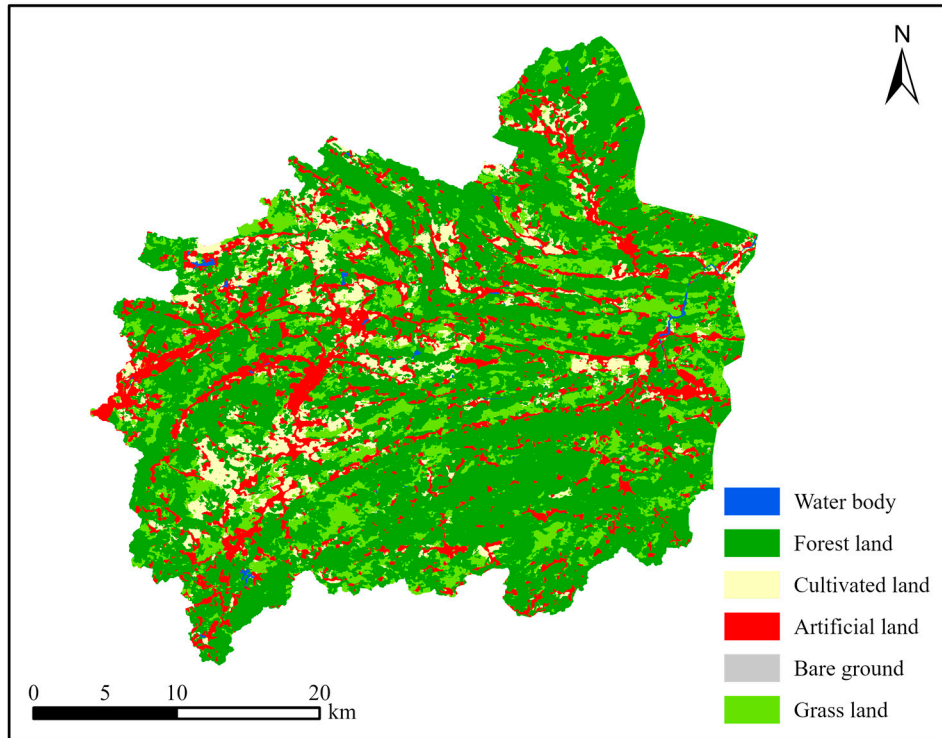 N
Water body
Forest land
Cultivated land
Artificial land
Bare ground
Grass land
0 5 10 20
km